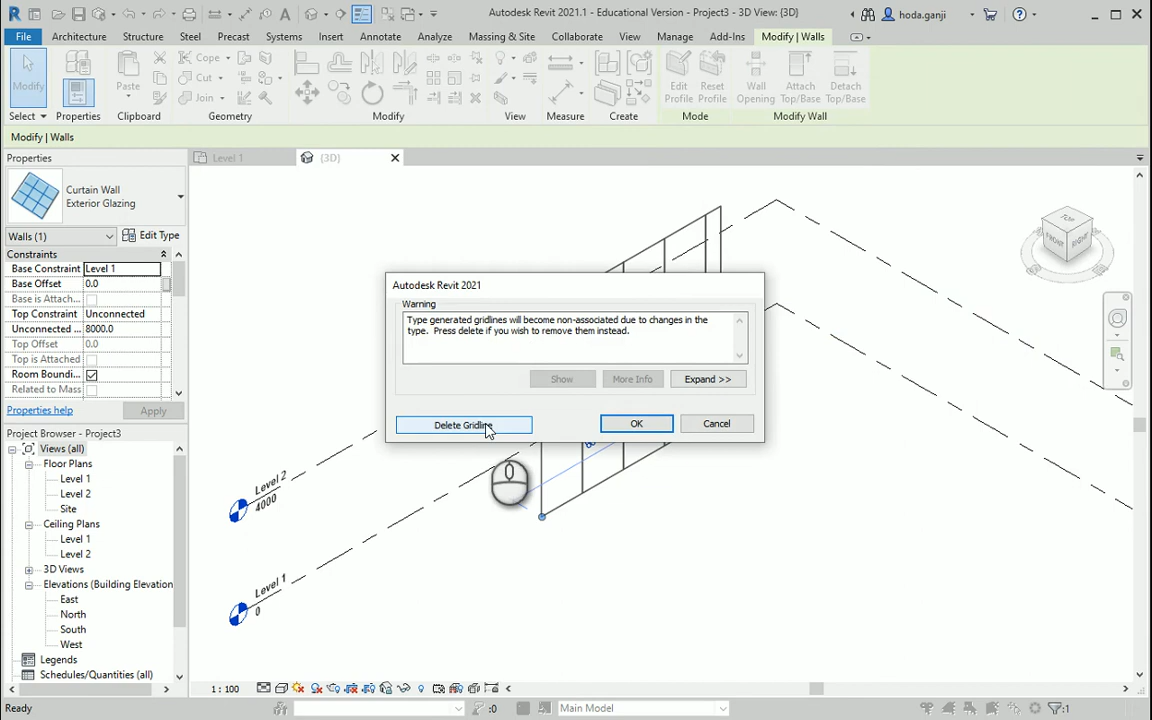 Autodesk Revit 2021.1 - Educational Version - Project3 - 3D View: {3D}
hoda.ganji
File Architecture Structure Steel Precast Systems Insert Annotate Analyze Massing & Site Collaborate View Manage Add-Ins Modify | Walls
Modify
Paste
Cope
Cut
Join
Edit Profile
Reset Profile
Wall Opening
Attach Top/Base
Detach Top/Base
Select Properties Clipboard Geometry Modify View Measure Create Mode Modify Wall
Modify | Walls
Properties
Level 1
{3D}
Curtain Wall
Exterior Glazing
Walls (1)
Edit Type
Constraints
Base Constraint Level 1
Base Offset 0.0
Base is Attach...
Top Constraint Unconnected
Unconnected ... 8000.0
Top Offset 0.0
Top is Attached
Room Boundi...
Related to Mass
Properties help
Apply
Project Browser - Project3
Views (all)
Floor Plans
Level 1
Level 2
Site
Ceiling Plans
Level 1
Level 2
3D Views
Elevations (Building Elevation
East
North
South
West
Legends
Schedules/Quantities (all)
Autodesk Revit 2021
Warning
Type generated gridlines will become non-associated due to changes in the
type. Press delete if you wish to remove them instead.
Show
More Info
Expand >>
Delete Gridline
OK
Cancel
Level 2
4000
Level 1
0
TOP
FRONT
RIGHT
1 : 100
Ready
:0
Main Model
:1